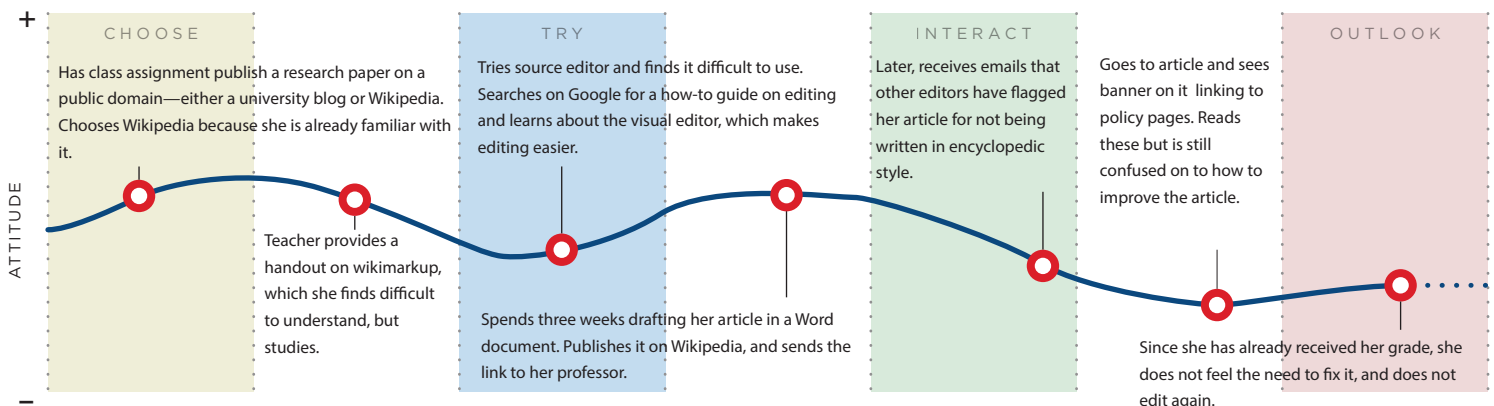 +
CHOOSE
Has class assignment publish a research paper on a
public domain—either a university blog or Wikipedia.
Chooses Wikipedia because she is already familiar with
it.
Teacher provides a
handout on wikimarkup,
which she finds difficult
to understand, but
studies.
TRY
Tries source editor and finds it difficult to use.
Searches on Google for a how-to guide on editing
and learns about the visual editor, which makes
editing easier.
Spends three weeks drafting her article in a Word
document. Publishes it on Wikipedia, and sends the
link to her professor.
INTERACT
Later, receives emails that
other editors have flagged
her article for not being
written in encyclopedic
style.
Goes to article and sees
banner on it linking to
policy pages. Reads
these but is still
confused on to how to
improve the article.
OUTLOOK
Since she has already received her grade, she
does not feel the need to fix it, and does not
edit again.
ATTITUDE
–